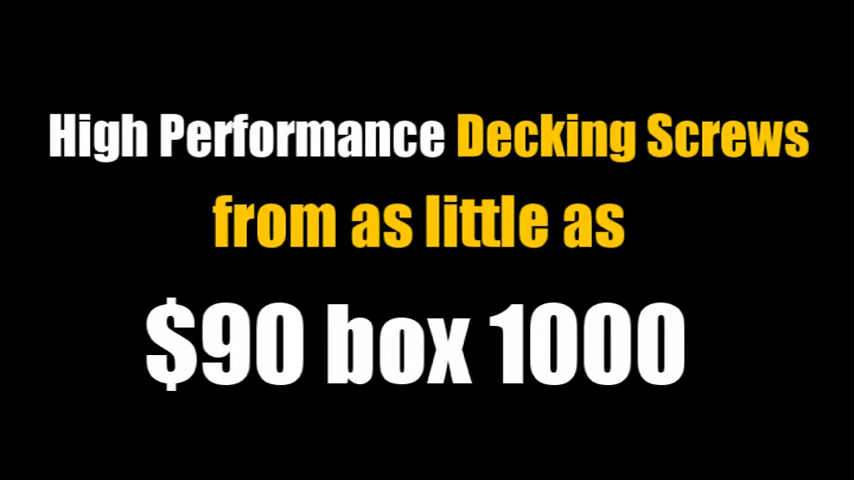 High Performance Decking Screws
from as little as
$90 box 1000